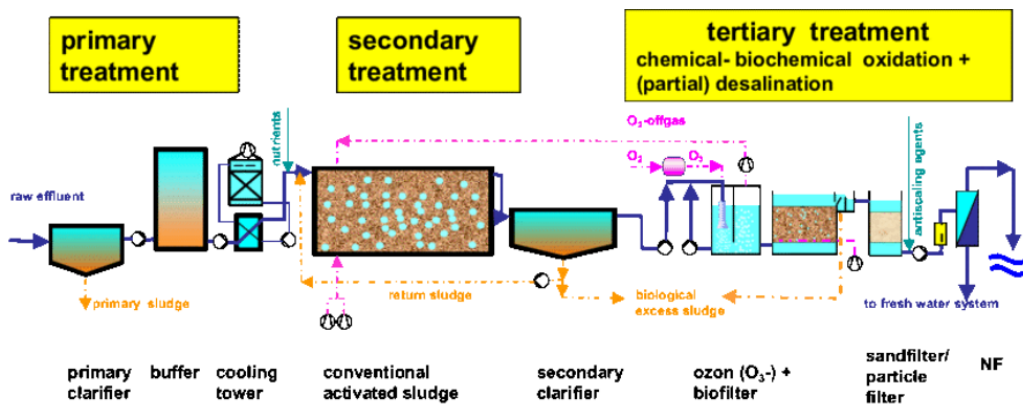 primary
treatment
secondary
treatment
tertiary treatment
chemical- biochemical oxidation +
(partial) desalination
nutrients
O₂-offgas
O₂
O₃
antiscaling agents
raw effluent
primary sludge
return sludge
biological
excess sludge
to fresh water system
primary
clarifier
buffer
cooling
tower
conventional
activated sludge
secondary
clarifier
ozon (O₃-) +
biofilter
sandfilter/
particle
filter
NF